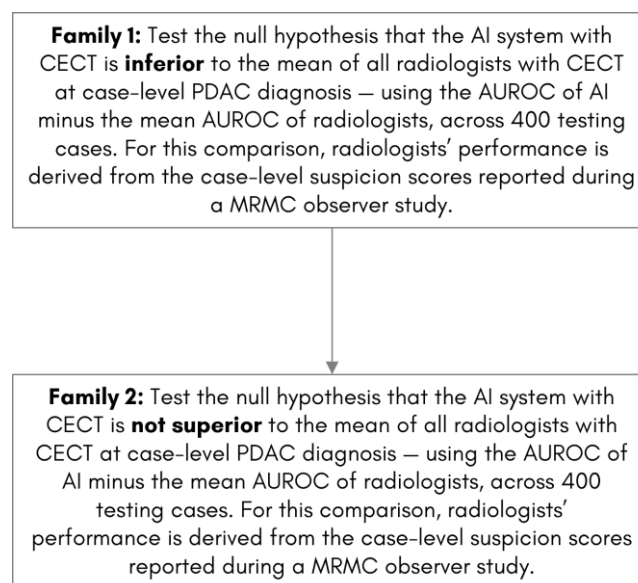 Family 1: Test the null hypothesis that the AI system with
CECT is inferior to the mean of all radiologists with CECT
at case-level PDAC diagnosis — using the AUROC of AI
minus the mean AUROC of radiologists, across 400 testing
cases. For this comparison, radiologists’ performance is
derived from the case-level suspicion scores reported during
a MRMC observer study.
Family 2: Test the null hypothesis that the AI system with
CECT is not superior to the mean of all radiologists with
CECT at case-level PDAC diagnosis — using the AUROC of
AI minus the mean AUROC of radiologists, across 400
testing cases. For this comparison, radiologists’
performance is derived from the case-level suspicion scores
reported during a MRMC observer study.